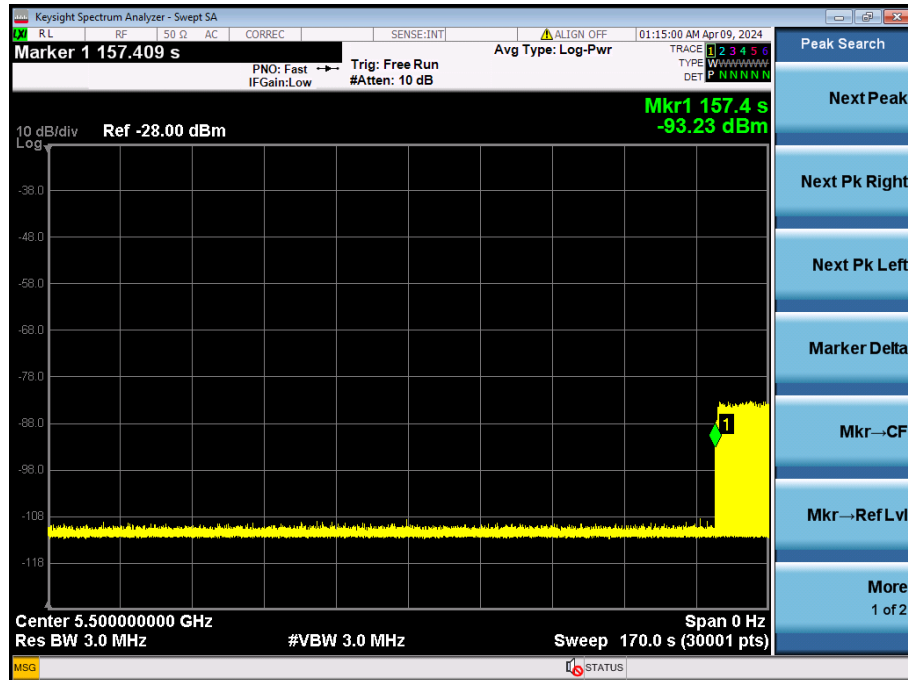 Keysight Spectrum Analyzer - Swept SA
LXI RL RF 50 Ω AC CORREC SENSE:INT ALIGN OFF 01:15:00 AM Apr 09, 2024
Marker 1 157.409 s
PNO: Fast
IFGain:Low
Trig: Free Run
#Atten: 10 dB
Avg Type: Log-Pwr
TRACE 1 2 3 4 5 6
TYPE WWWWWW
DET P N N N N N
Mkr1 157.4 s
-93.23 dBm
10 dB/div Ref -28.00 dBm
Log
-38.0
-48.0
-58.0
-68.0
-78.0
-88.0
-98.0
-108
-118
1
Center 5.500000000 GHz
Span 0 Hz
Res BW 3.0 MHz
#VBW 3.0 MHz
Sweep 170.0 s (30001 pts)
MSG
STATUS
Peak Search
Next Peak
Next Pk Right
Next Pk Left
Marker Delta
Mkr→CF
Mkr→Ref Lvl
More
1 of 2